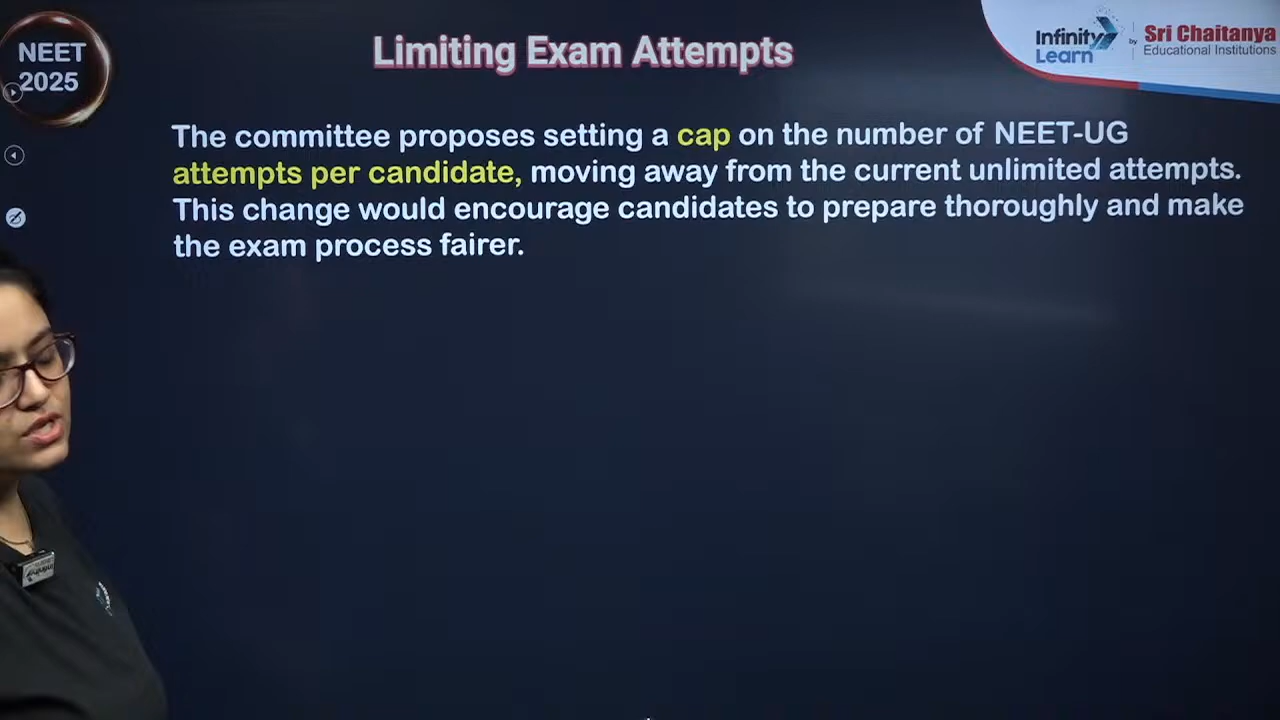 NEET
2025
Limiting Exam Attempts
Infinity
Learn
by
Sri Chaitanya
Educational Institutions
The committee proposes setting a cap on the number of NEET-UG
attempts per candidate, moving away from the current unlimited attempts.
This change would encourage candidates to prepare thoroughly and make
the exam process fairer.